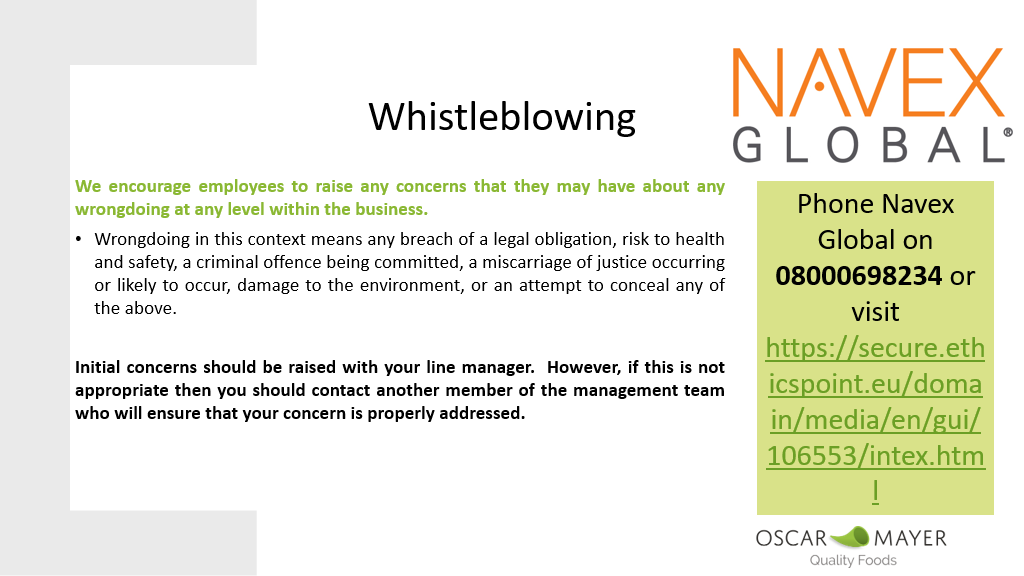 Whistleblowing
NAVEX
GLOBAL®
We encourage employees to raise any concerns that they may have about any
wrongdoing at any level within the business.
• Wrongdoing in this context means any breach of a legal obligation, risk to health
and safety, a criminal offence being committed, a miscarriage of justice occurring
or likely to occur, damage to the environment, or an attempt to conceal any of
the above.
Initial concerns should be raised with your line manager. However, if this is not
appropriate then you should contact another member of the management team
who will ensure that your concern is properly addressed.
Phone Navex
Global on
08000698234 or
visit
https://secure.eth
icspoint.eu/doma
in/media/en/gui/
106553/intex.htm
l
OSCAR MAYER
Quality Foods